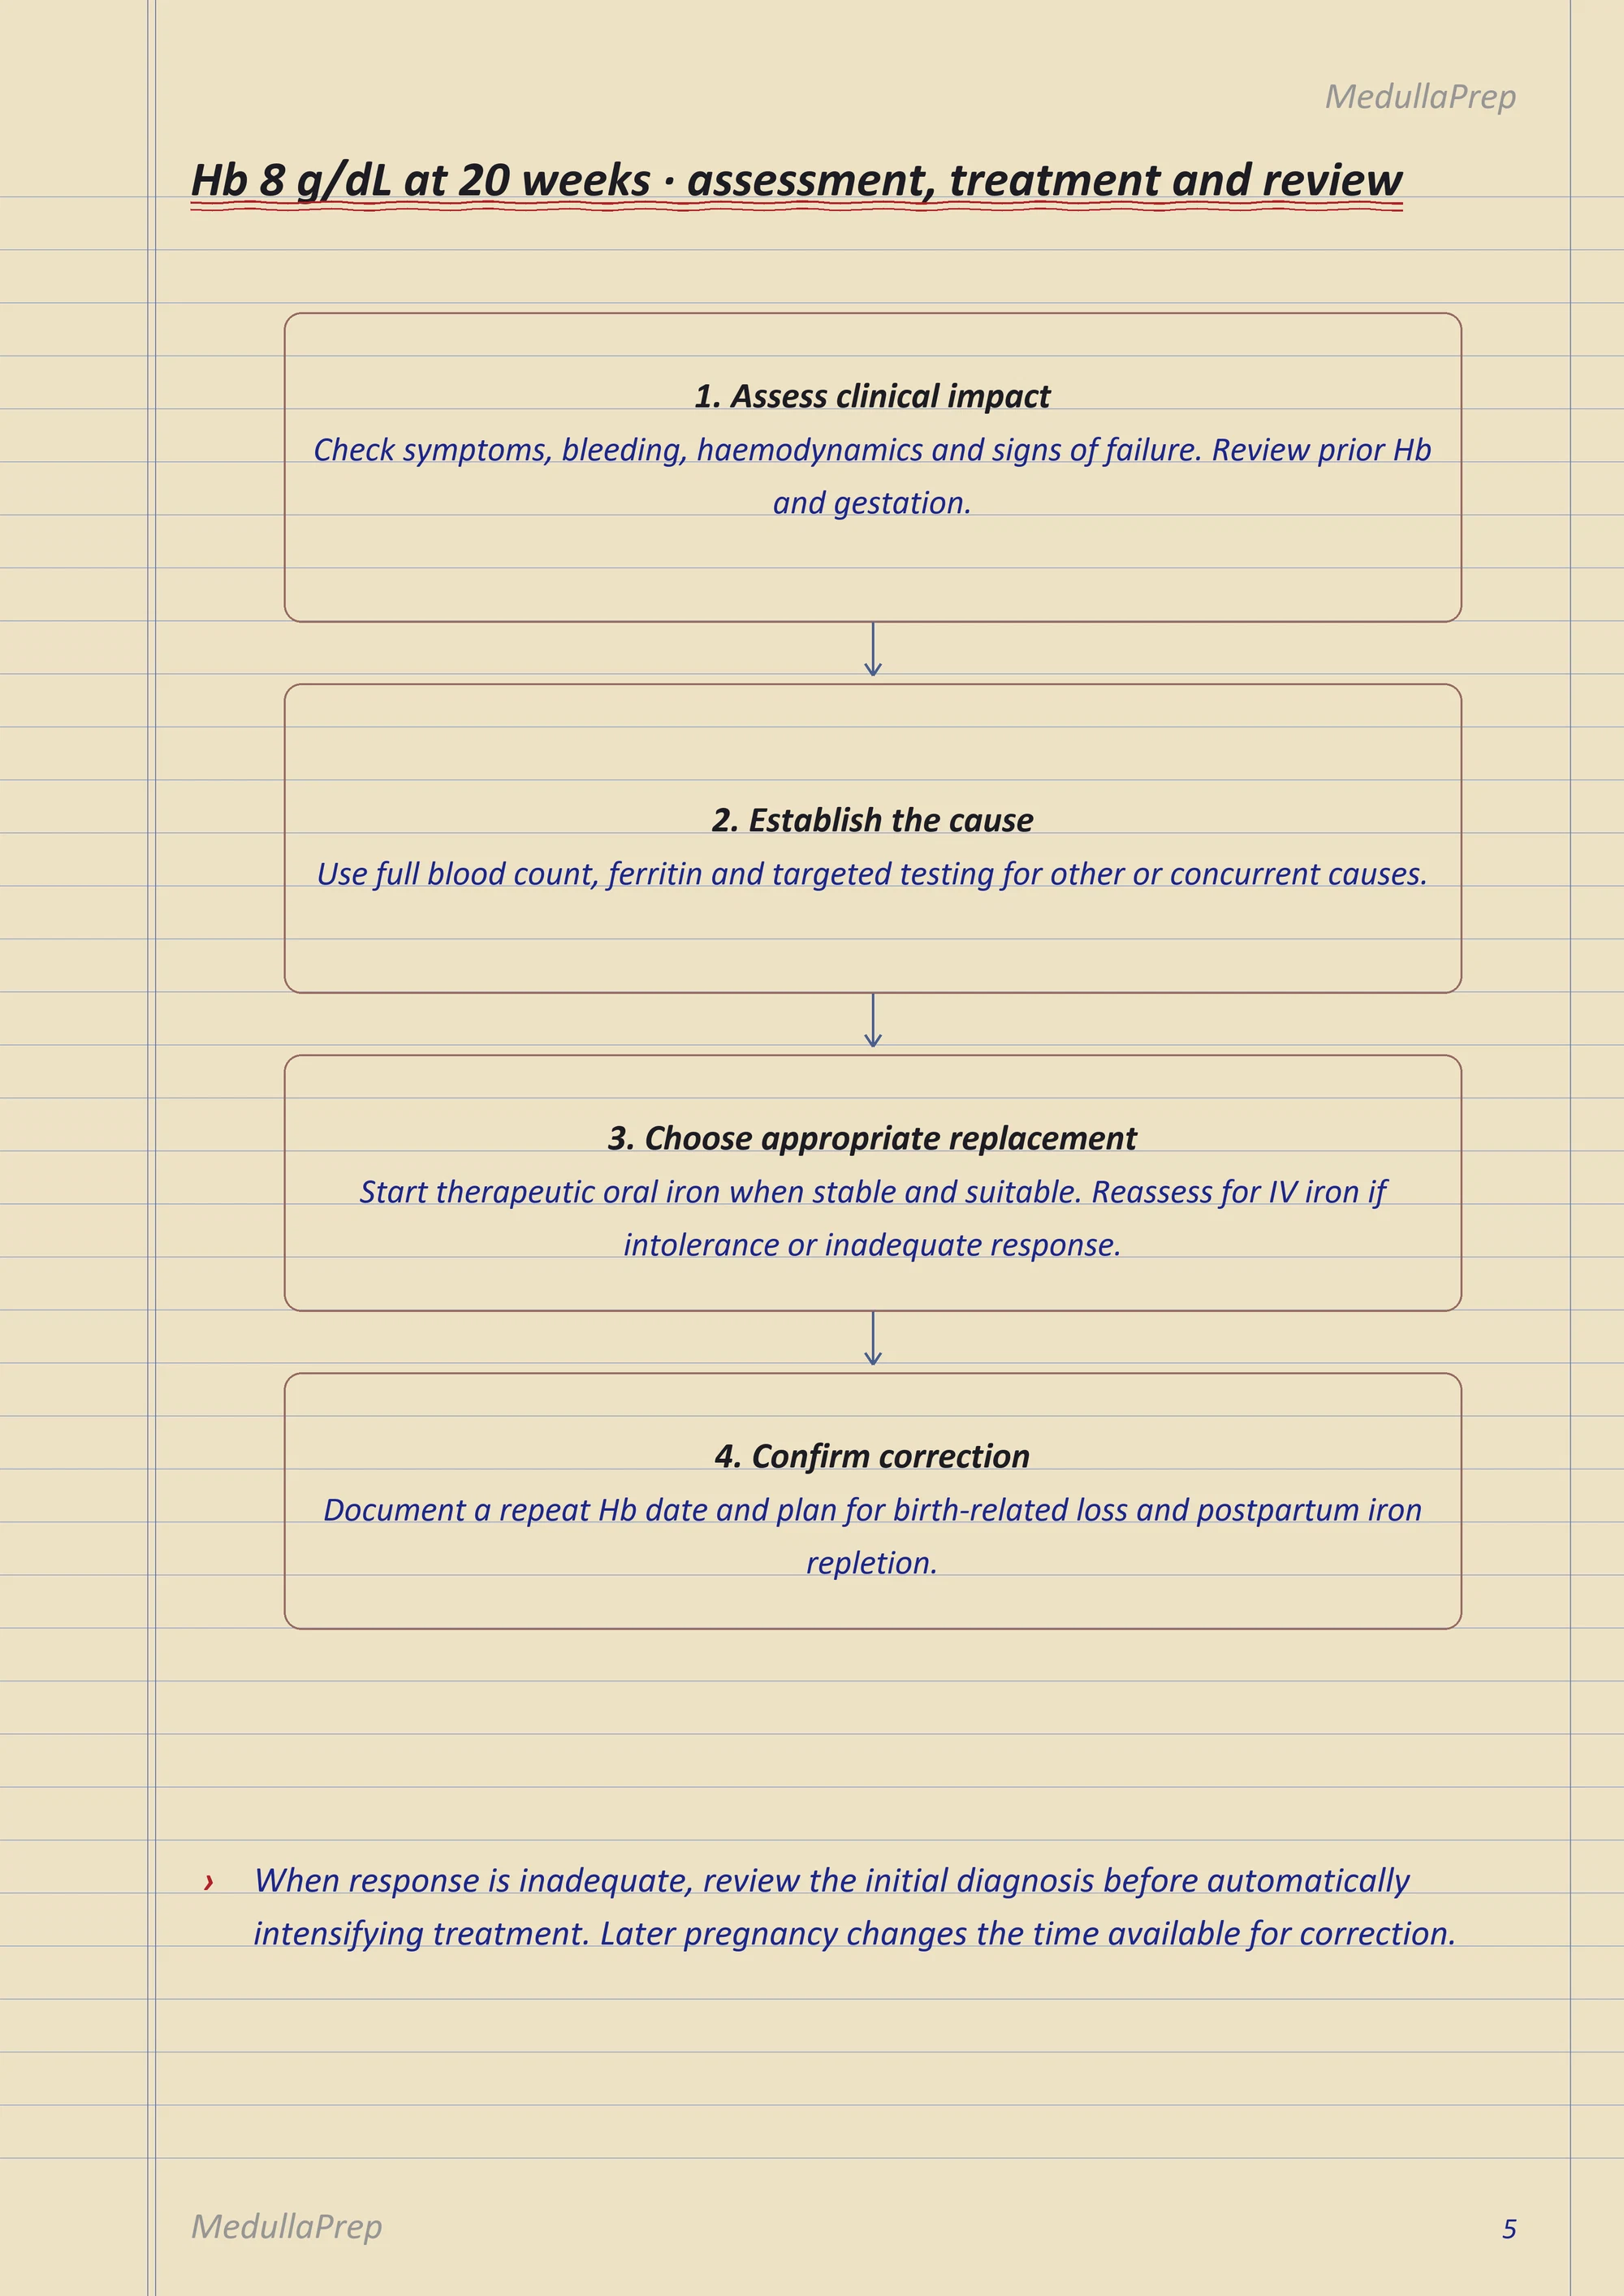 MedullaPrep
Hb 8 g/dL at 20 weeks · assessment, treatment and review
1. Assess clinical impact
Check symptoms, bleeding, haemodynamics and signs of failure. Review prior Hb
and gestation.
2. Establish the cause
Use full blood count, ferritin and targeted testing for other or concurrent causes.
3. Choose appropriate replacement
Start therapeutic oral iron when stable and suitable. Reassess for IV iron if
intolerance or inadequate response.
4. Confirm correction
Document a repeat Hb date and plan for birth-related loss and postpartum iron
repletion.
› When response is inadequate, review the initial diagnosis before automatically
intensifying treatment. Later pregnancy changes the time available for correction.
MedullaPrep
5